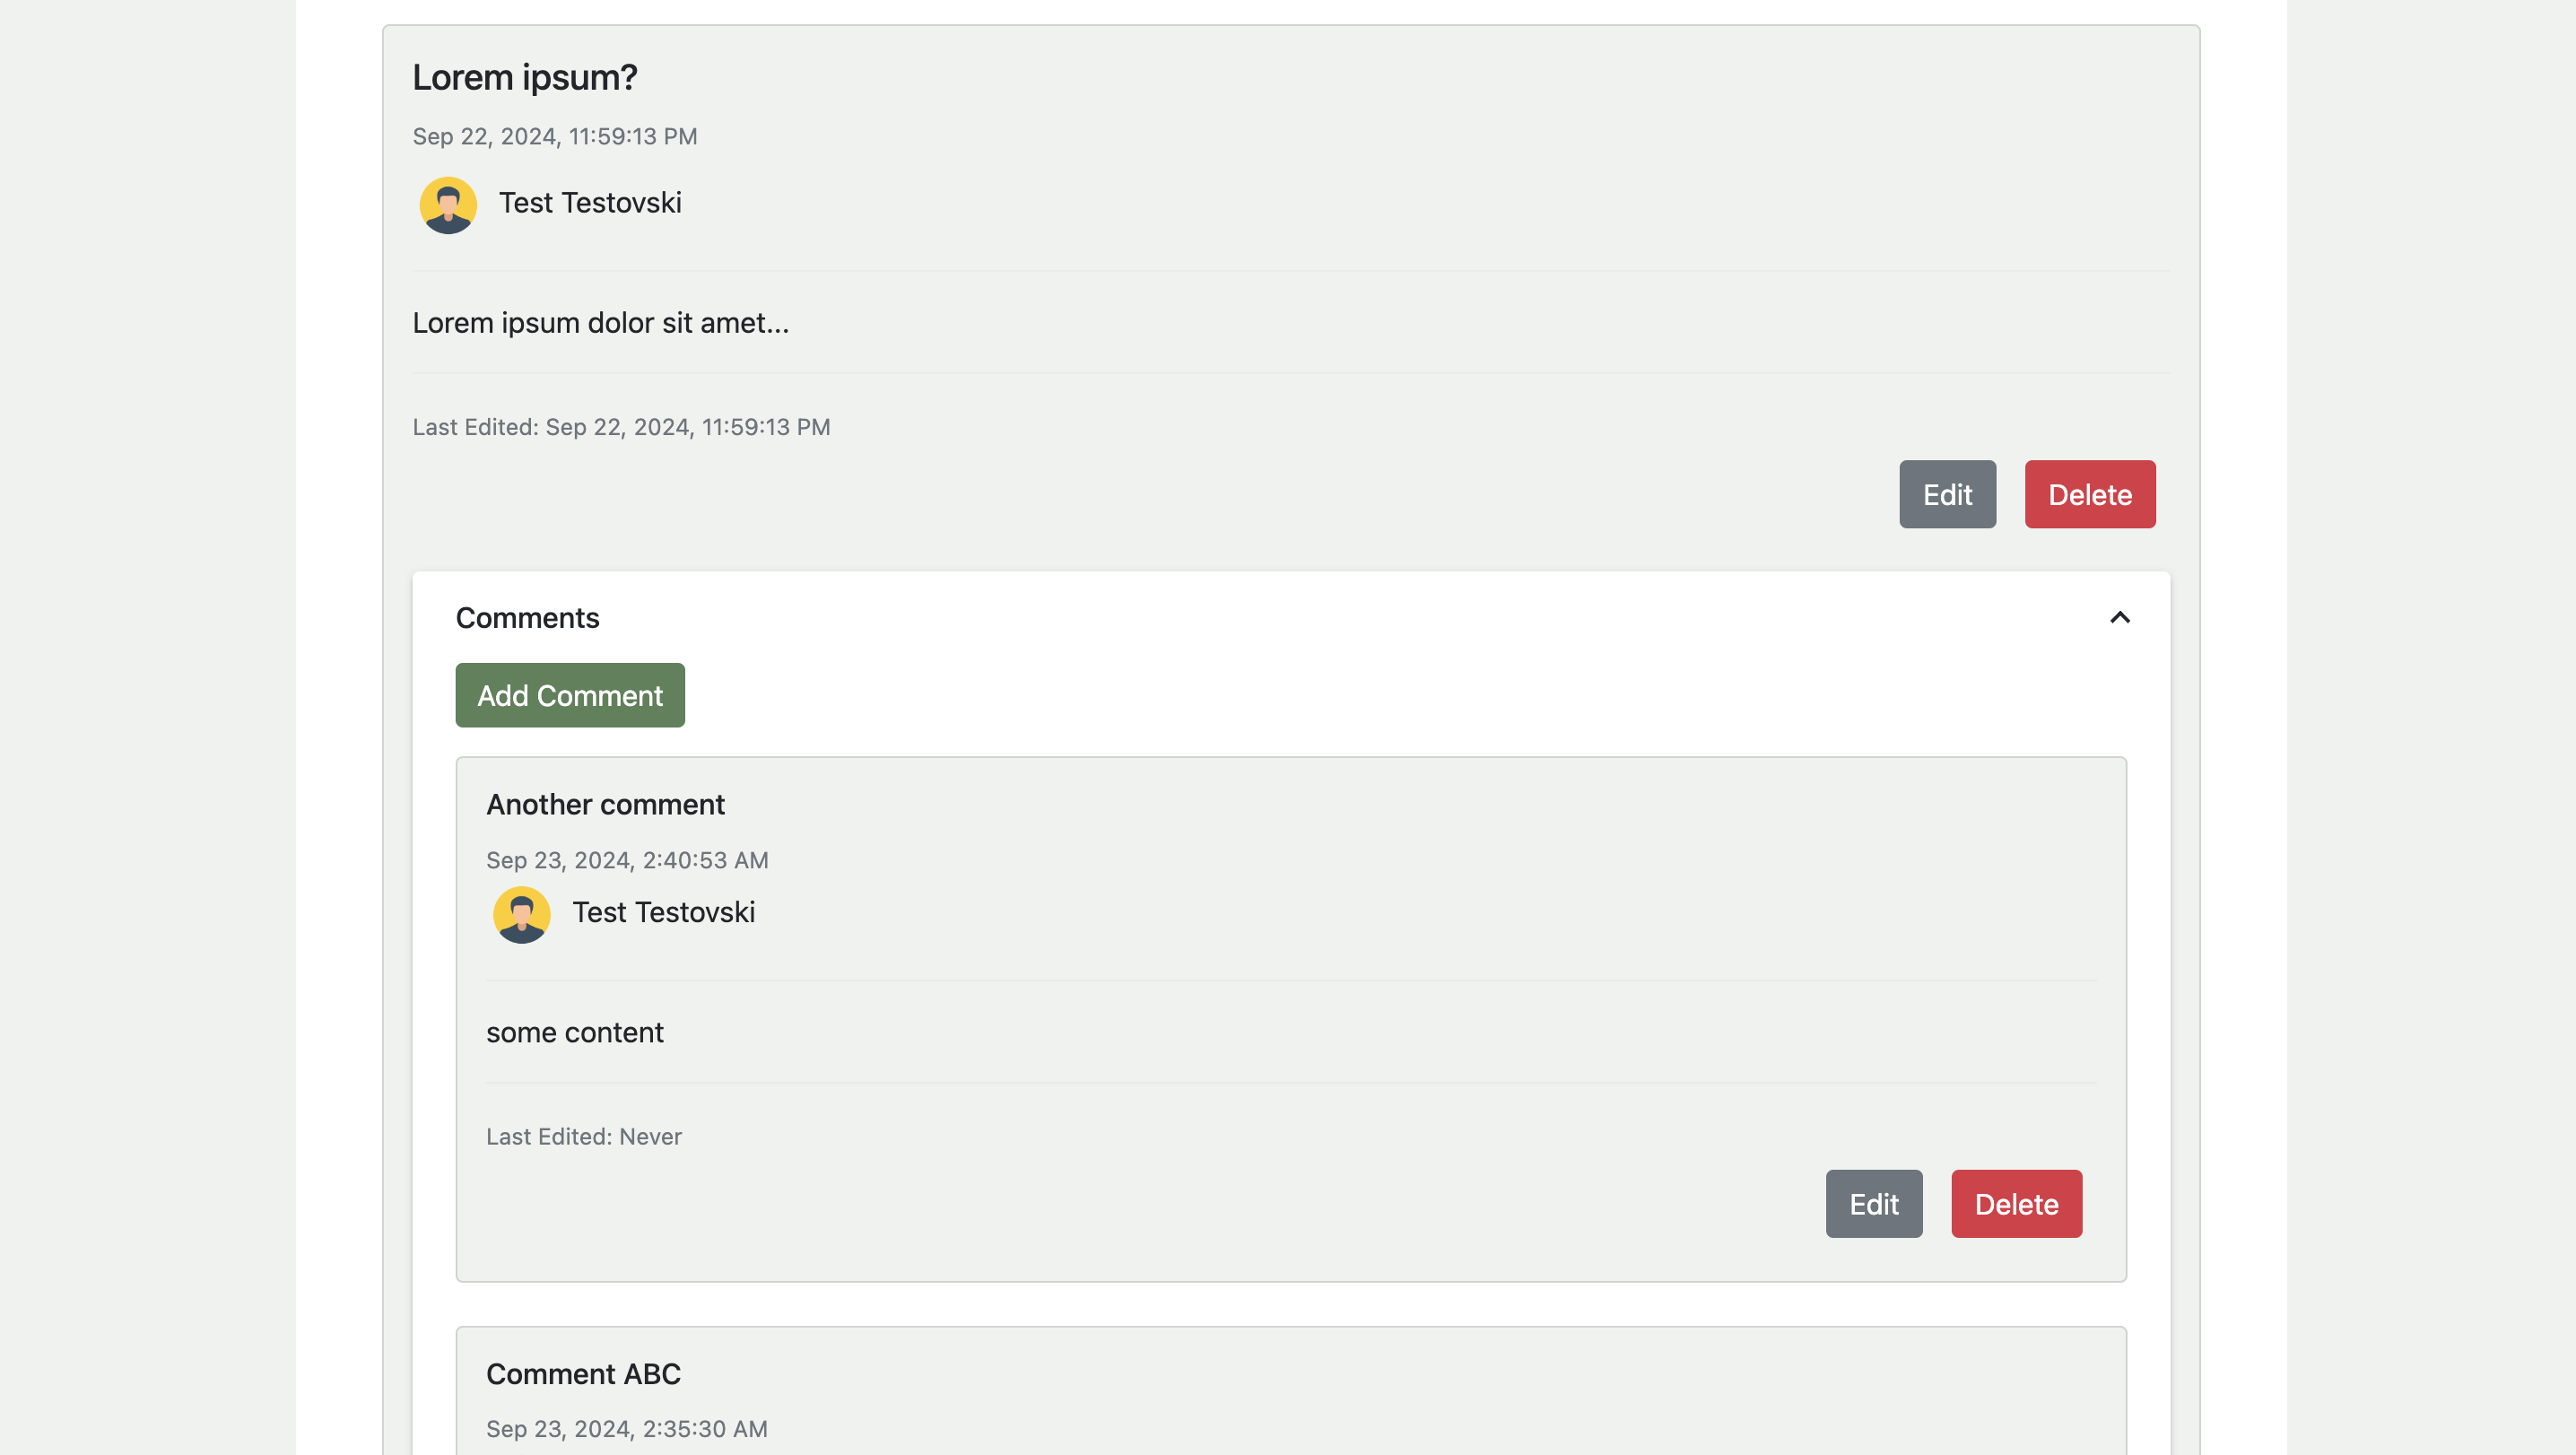 Lorem ipsum?
Sep 22, 2024, 11:59:13 PM
Test Testovski
Lorem ipsum dolor sit amet...
Last Edited: Sep 22, 2024, 11:59:13 PM
Edit Delete
Comments
Add Comment
Another comment
Sep 23, 2024, 2:40:53 AM
Test Testovski
some content
Last Edited: Never
Edit Delete
Comment ABC
Sep 23, 2024, 2:35:30 AM